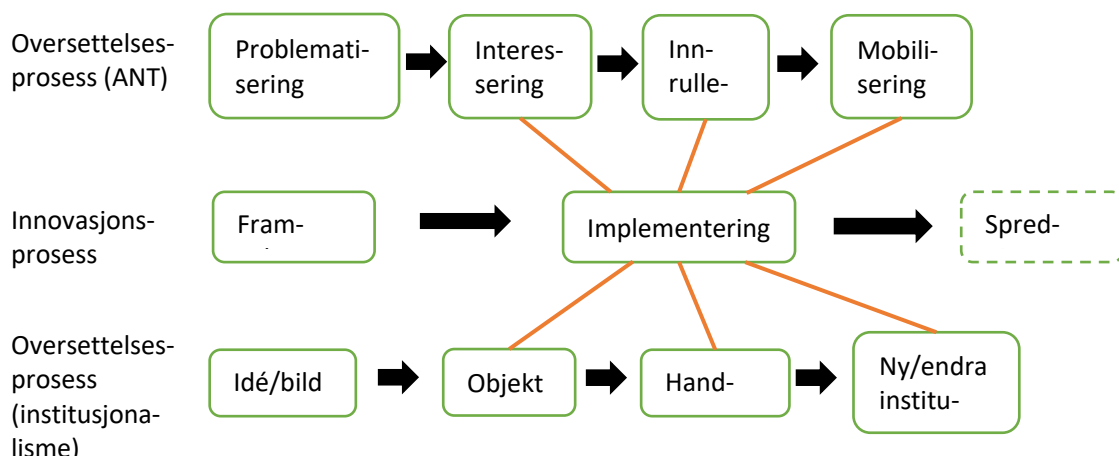 Oversettelses-
prosess (ANT)
Problemati-
sering
Interes-
sering
Inn-
rulle-
Mobili-
sering
Innovasjons-
prosess
Fram-
Implementering
Spred-
Oversettelses-
prosess
(institusjona-
lisme)
Idé/bild
Objekt
Hand-
Ny/endra
institu-